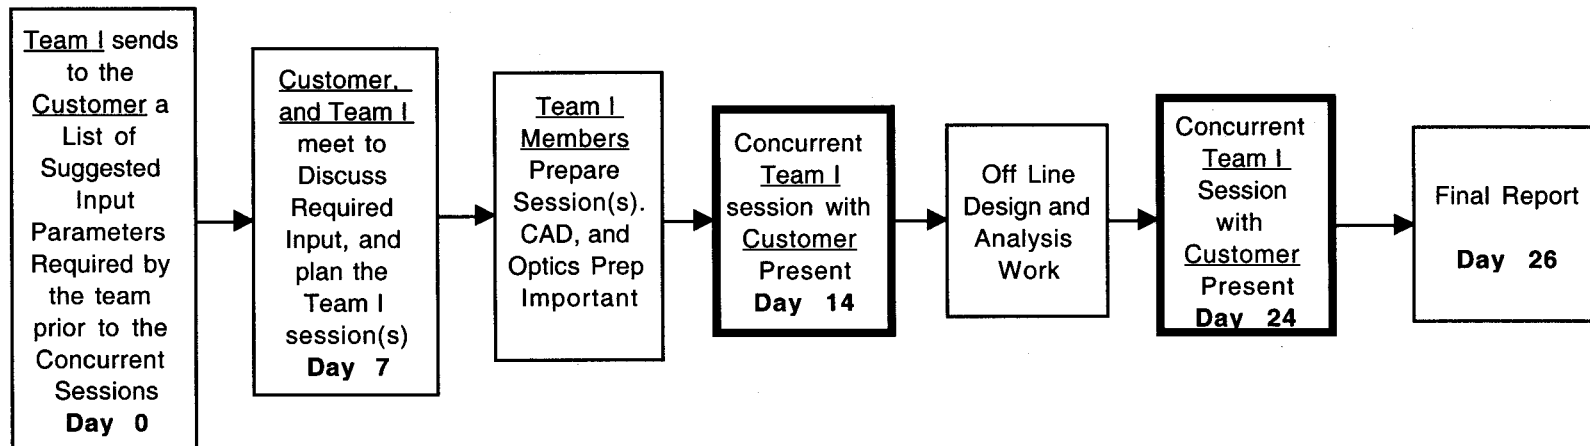 Team I sends
to the
Customer a
List of
Suggested
Input
Parameters
Required by
the team
prior to the
Concurrent
Sessions
Day 0
Customer,
and Team I
meet to
Discuss
Required
Input, and
plan the
Team I
session(s)
Day 7
Team I
Members
Prepare
Session(s).
CAD, and
Optics Prep
Important
Concurrent
Team I
session with
Customer
Present
Day 14
Off Line
Design and
Analysis
Work
Concurrent
Team I
Session
with
Customer
Present
Day 24
Final Report
Day 26